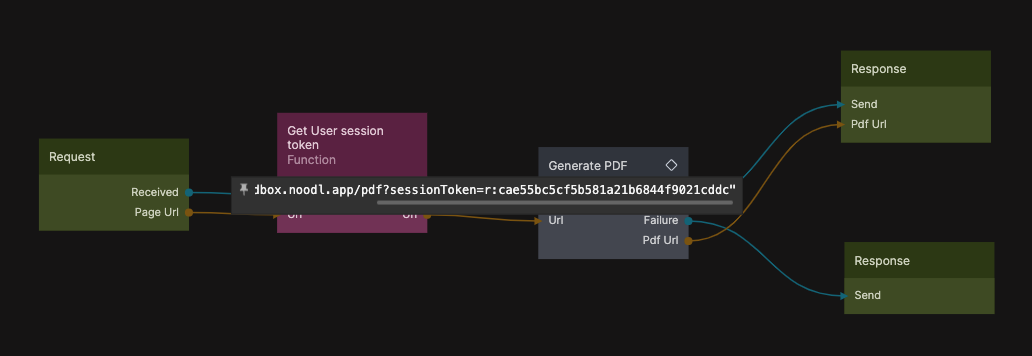 Request
Received
Page Url
Get User session
token
Function
Url
Generate PDF
dbox.noodl.app/pdf?sessionToken=r:cae55bc5cf5b581a21b6844f9021cddc"
Url
Failure
Pdf Url
Response
Send
Pdf Url
Response
Send